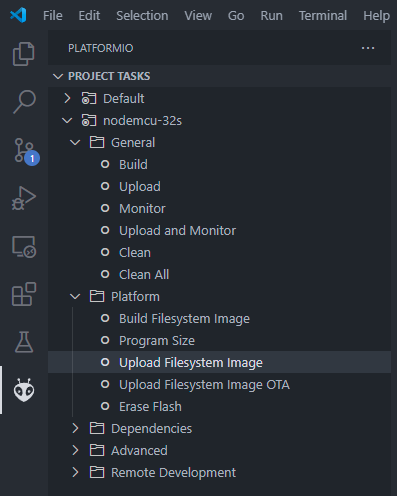 File Edit Selection View Go Run Terminal Help
PLATFORMIO
PROJECT TASKS
Default
nodemcu-32s
General
Build
Upload
Monitor
Upload and Monitor
Clean
Clean All
Platform
Build Filesystem Image
Program Size
Upload Filesystem Image
Upload Filesystem Image OTA
Erase Flash
Dependencies
Advanced
Remote Development
1